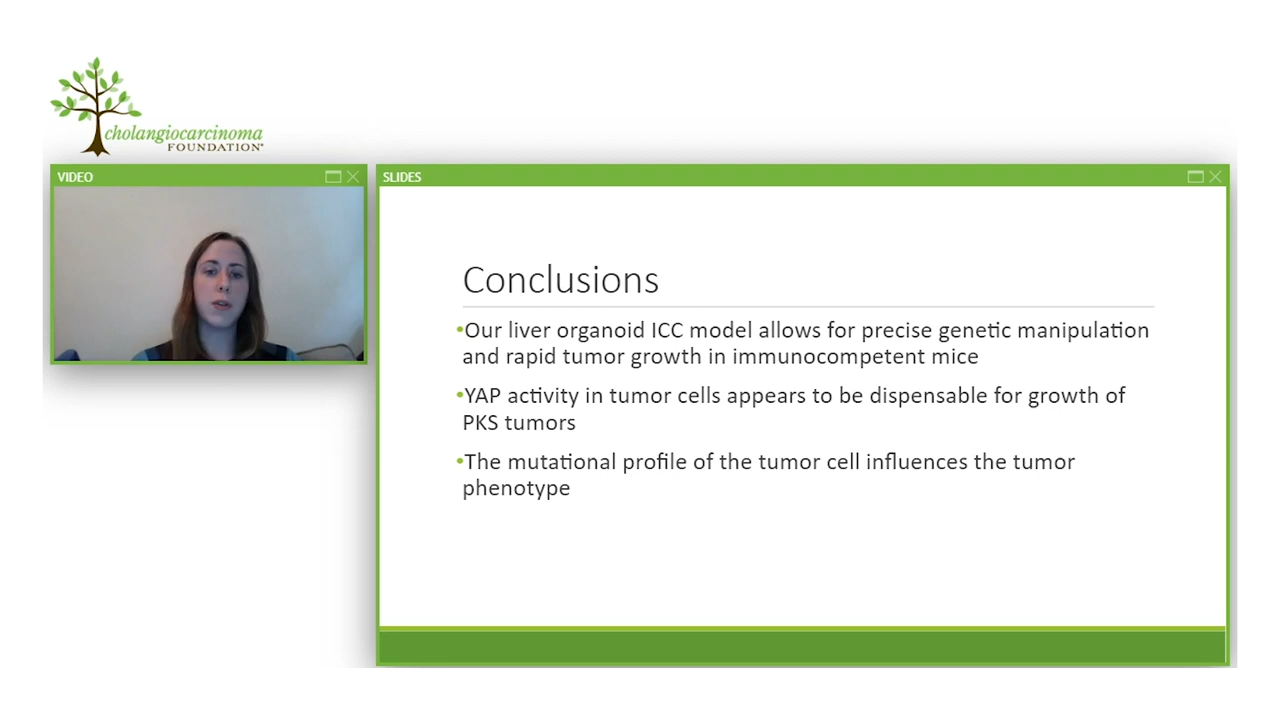 cholangiocarcinoma
FOUNDATION®
VIDEO
SLIDES
Conclusions
•Our liver organoid ICC model allows for precise genetic manipulation
and rapid tumor growth in immunocompetent mice
•YAP activity in tumor cells appears to be dispensable for growth of
PKS tumors
•The mutational profile of the tumor cell influences the tumor
phenotype